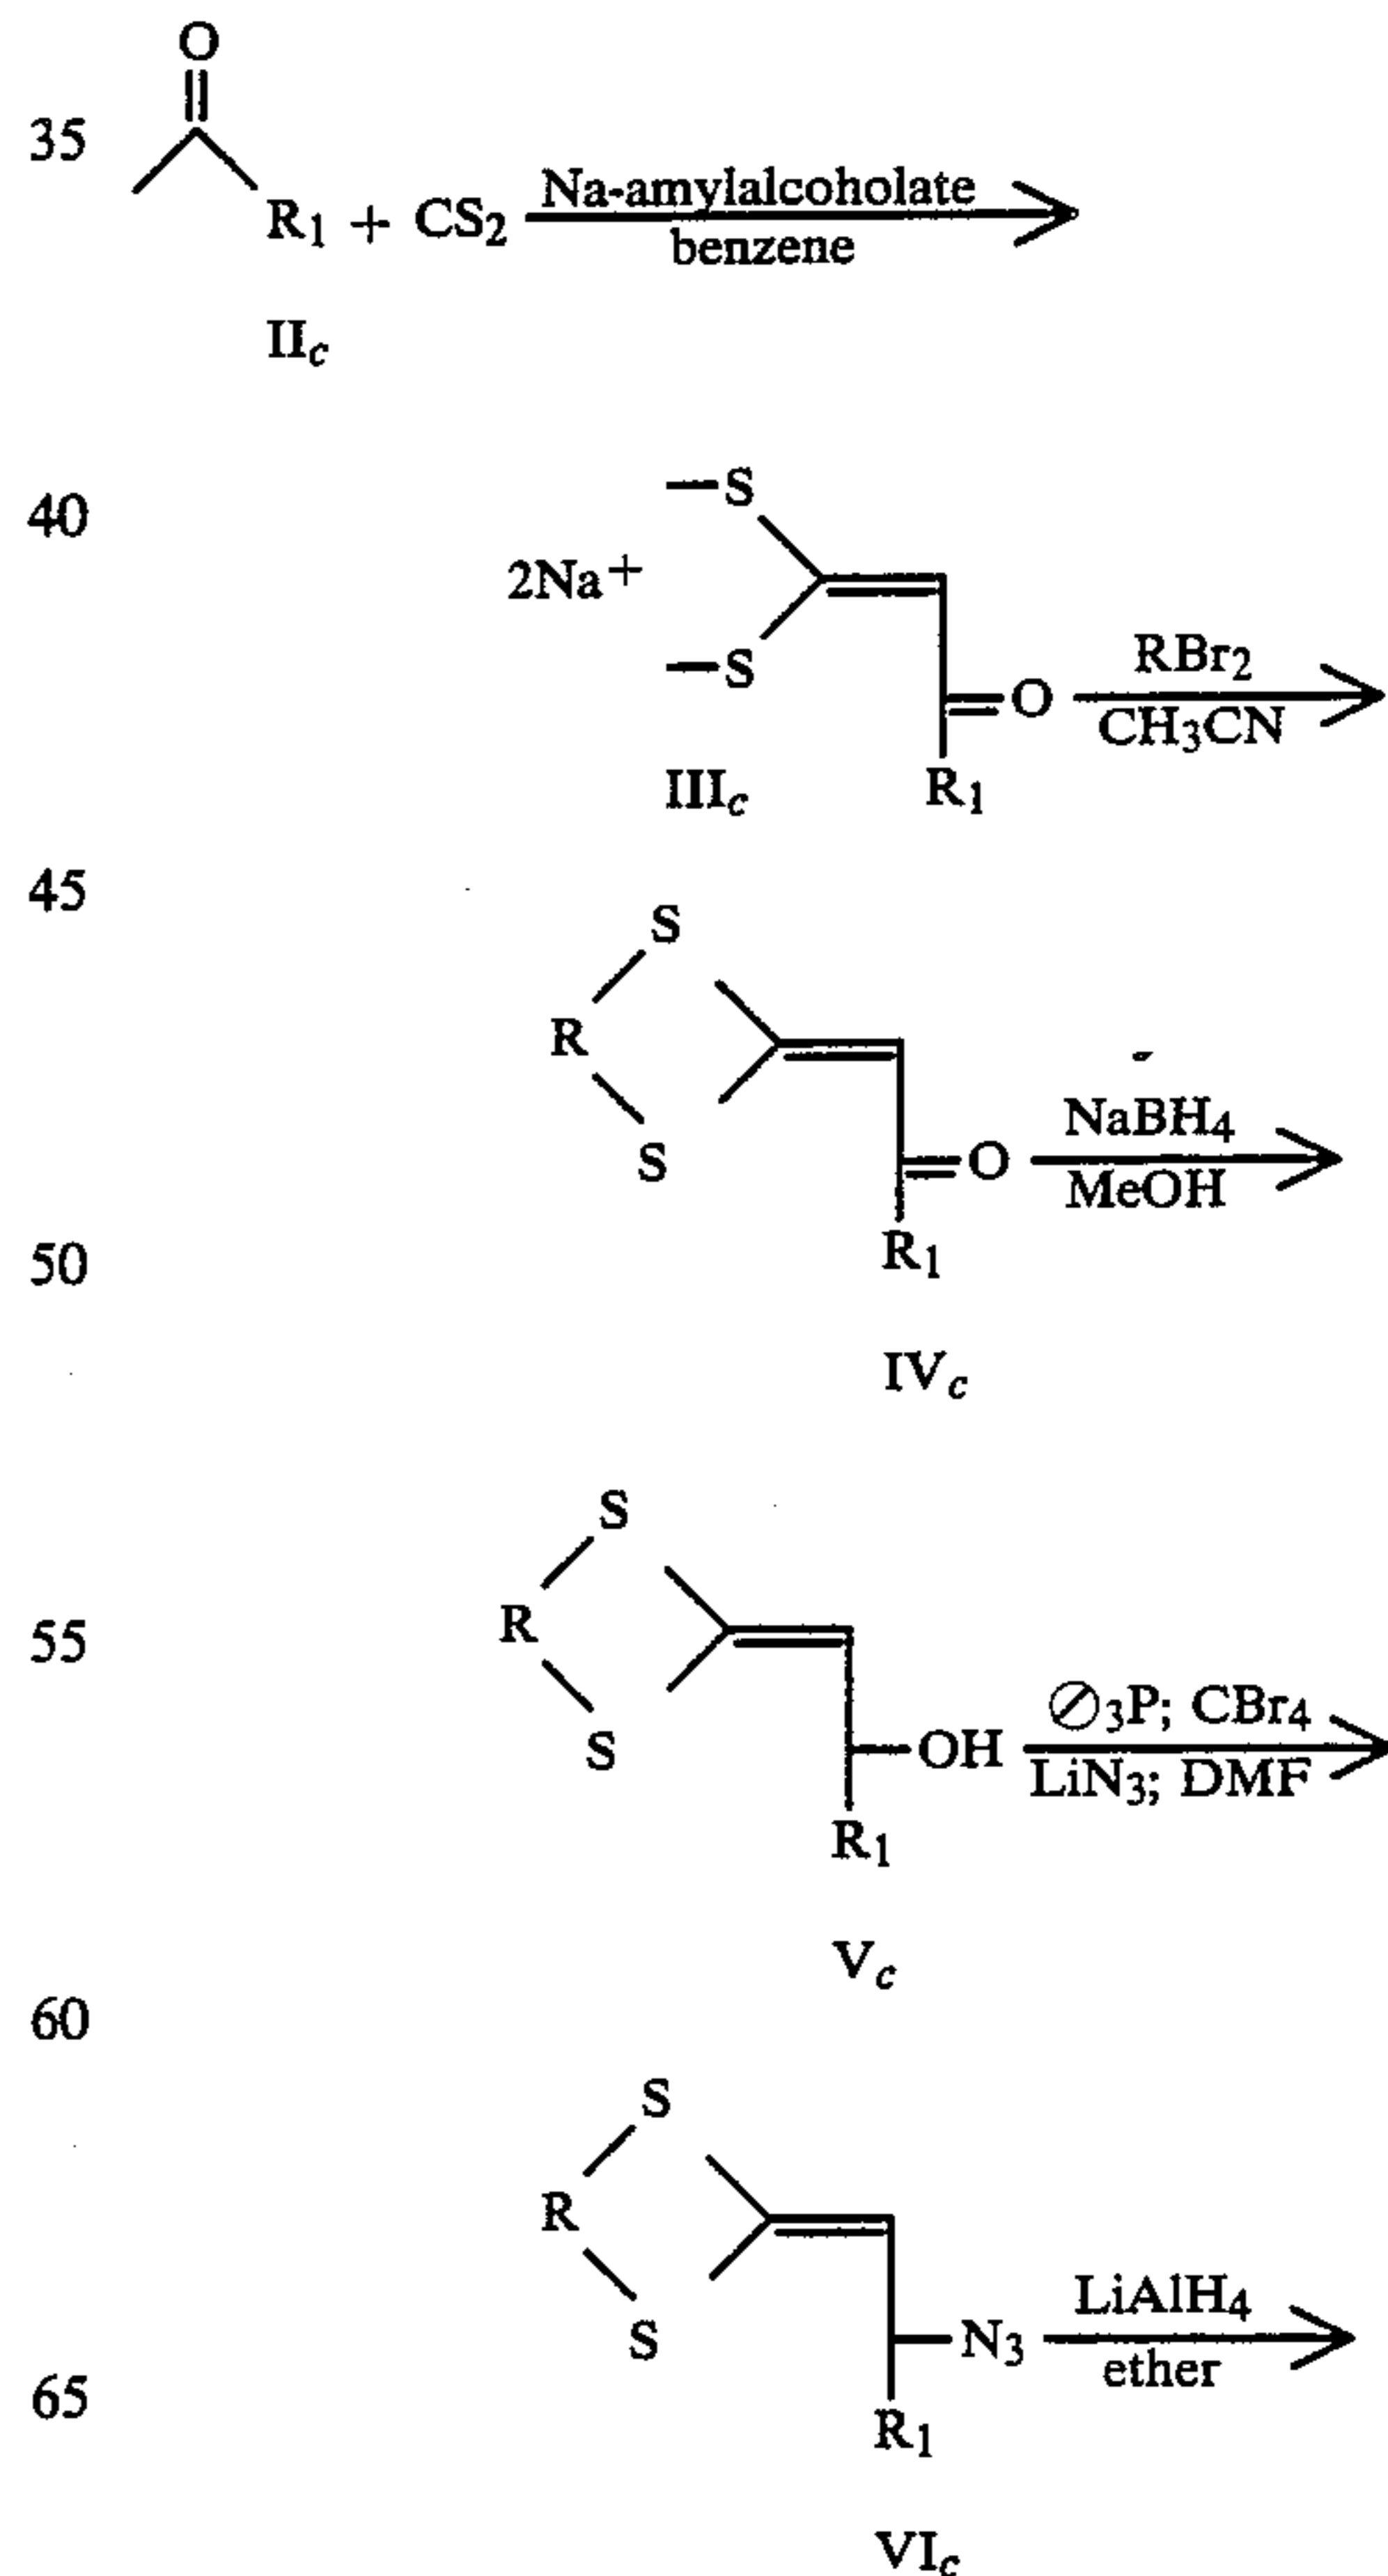 O
35
R1 + CS2 Na-amylalcoholate
benzene
IIc
–S
40
2Na+
–S
O
RBr2
CH3CN
IIIc
R1
45
S
R
S
O
NaBH4
MeOH
50
R1
IVc
S
55
R
S
OH
∅3P; CBr4
LiN3; DMF
R1
Vc
60
S
R
S
N3
LiAlH4
ether
65
R1
VIc